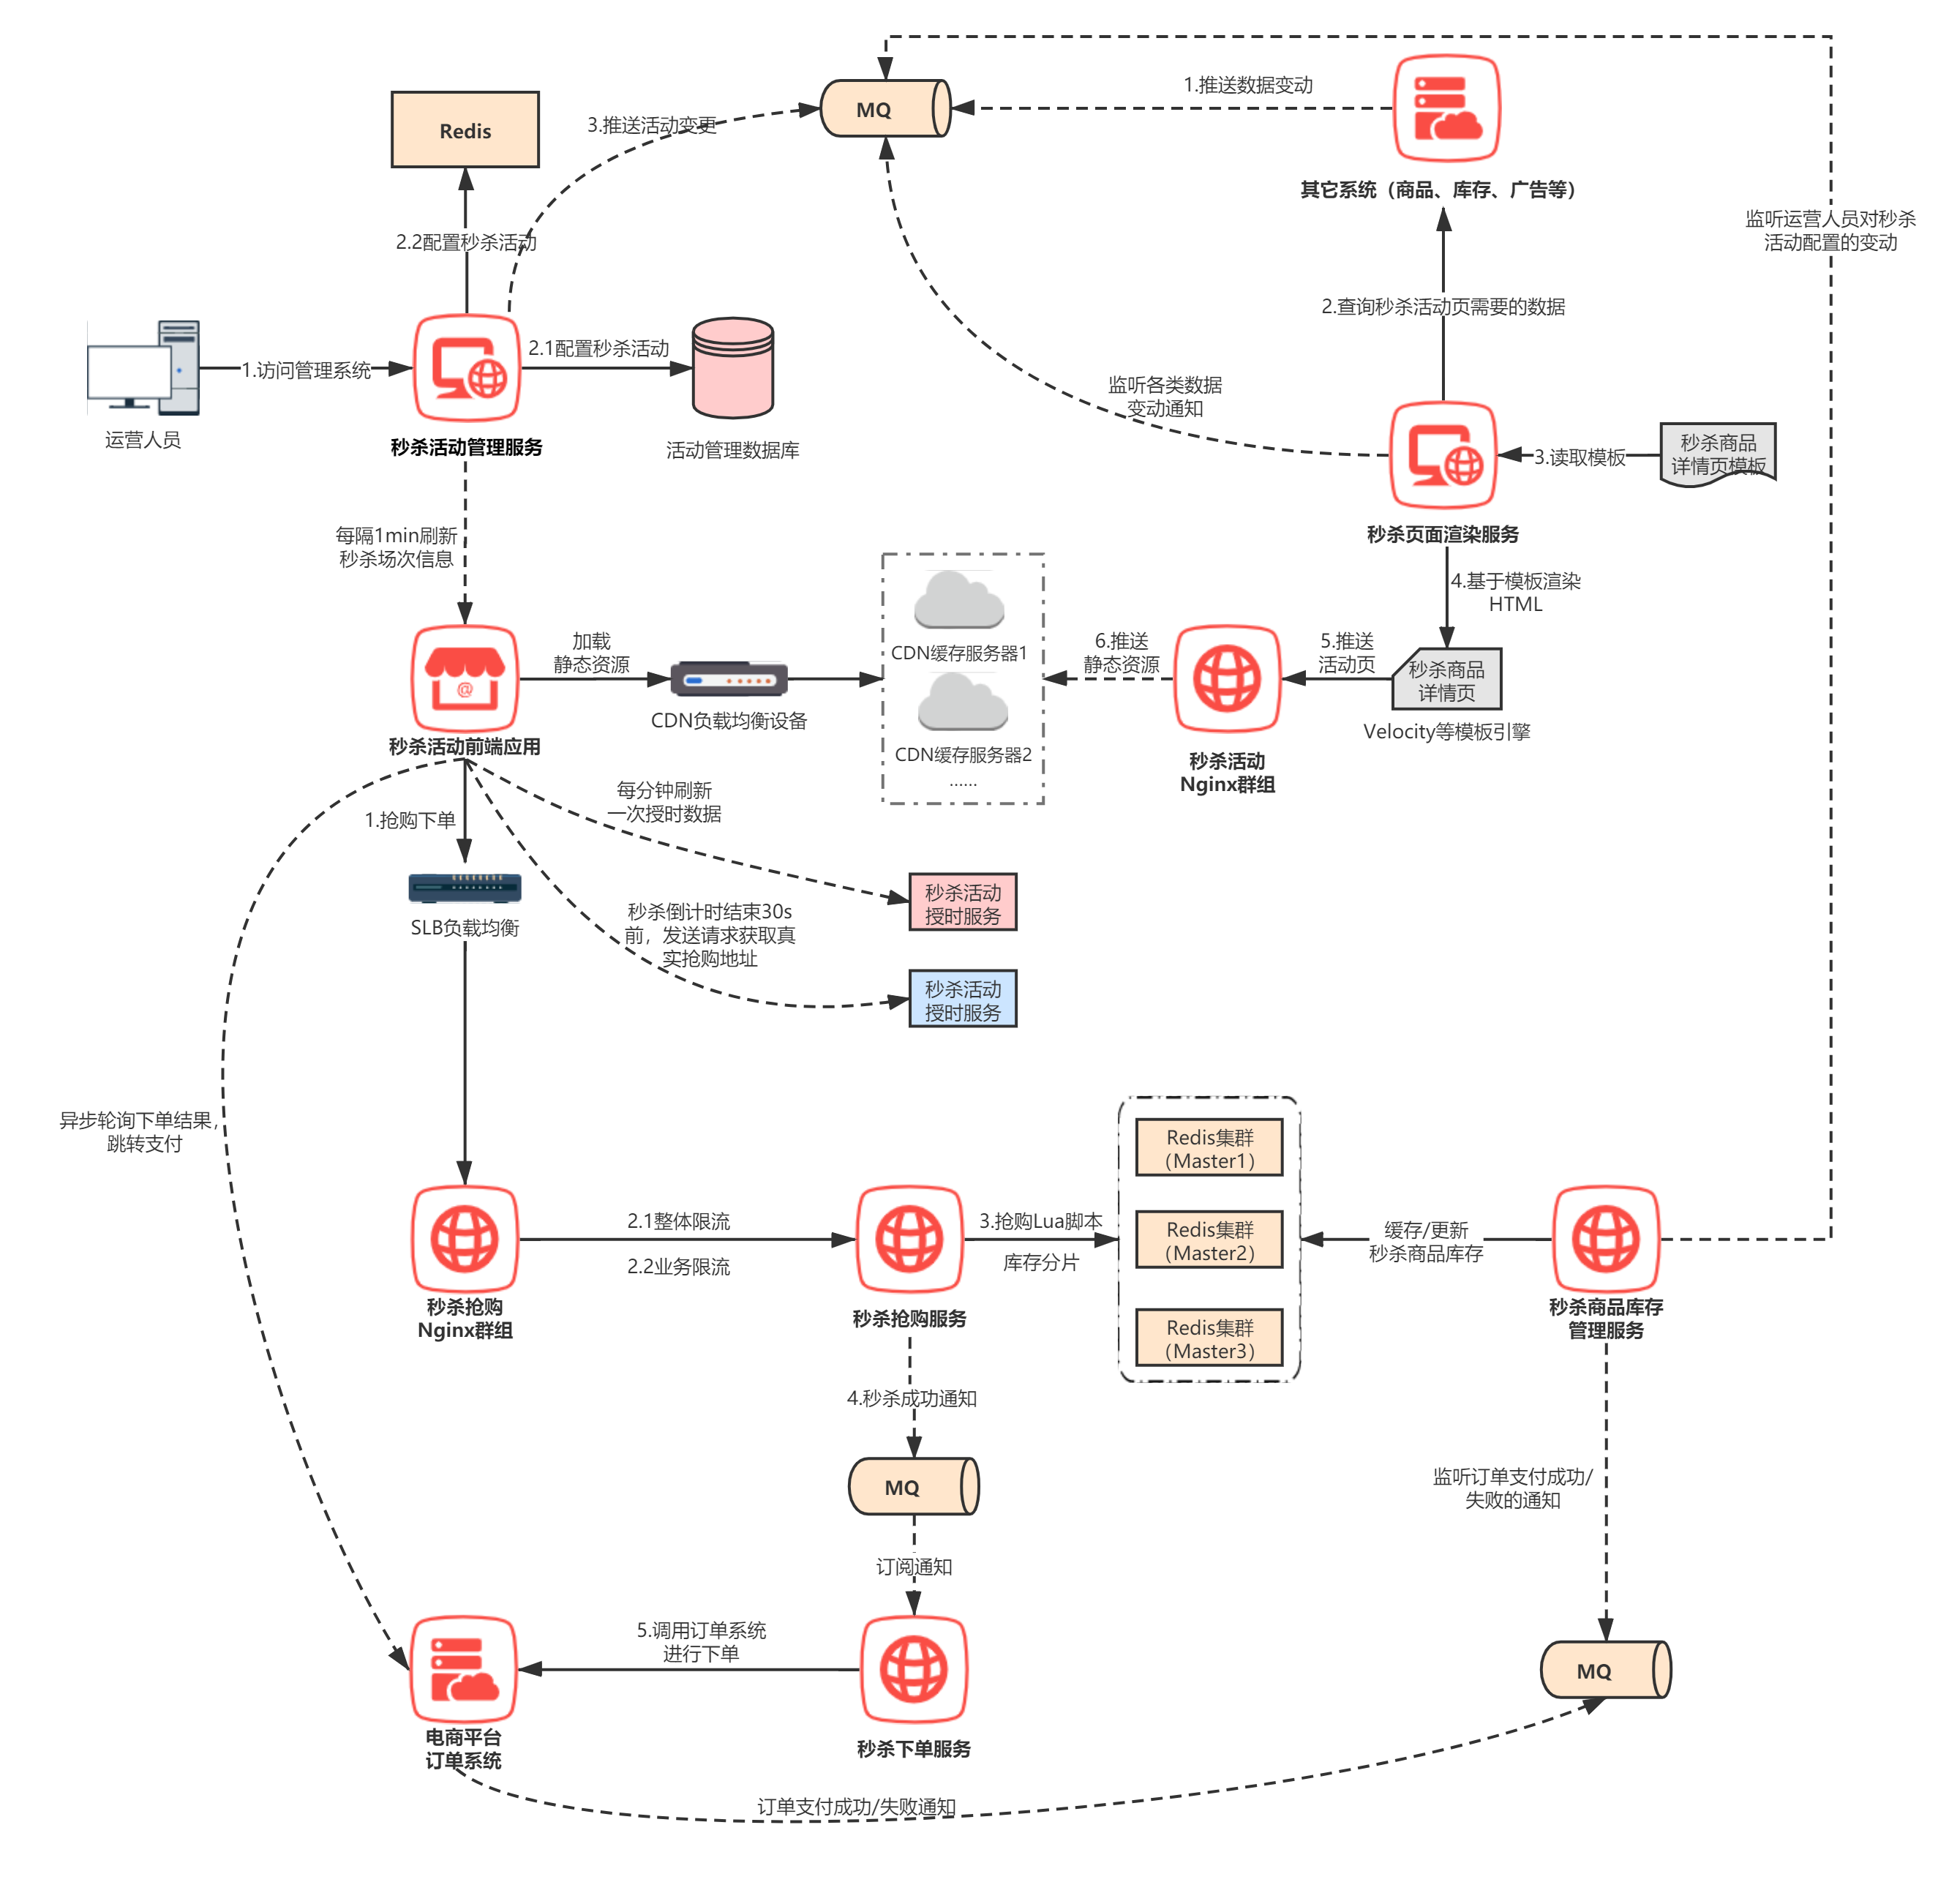 MQ
1.推送数据变动
Redis
3.推送活动变更
其它系统（商品、库存、广告等）
监听运营人员对秒杀
活动配置的变动
2.2配置秒杀活动
2.查询秒杀活动页需要的数据
2.1配置秒杀活动
1.访问管理系统
监听各类数据
变动通知
运营人员
秒杀活动管理服务
活动管理数据库
3.读取模板
秒杀商品
详情页模板
秒杀页面渲染服务
每隔1min刷新
秒杀场次信息
4.基于模板渲染
HTML
加载
静态资源
CDN缓存服务器1
6.推送
静态资源
5.推送
活动页
秒杀商品
详情页
@
CDN负载均衡设备
Velocity等模板引擎
秒杀活动前端应用
CDN缓存服务器2
......
秒杀活动
Nginx群组
每分钟刷新
一次授时数据
1.抢购下单
秒杀活动
授时服务
SLB负载均衡
秒杀倒计时结束30s
前，发送请求获取真
实抢购地址
秒杀活动
授时服务
异步轮询下单结果，
跳转支付
Redis集群
（Master1）
2.1整体限流
2.2业务限流
3.抢购Lua脚本
库存分片
Redis集群
（Master2）
缓存/更新
秒杀商品库存
秒杀抢购
Nginx群组
秒杀抢购服务
Redis集群
（Master3）
秒杀商品库存
管理服务
4.秒杀成功通知
MQ
监听订单支付成功/
失败的通知
订阅通知
5.调用订单系统
进行下单
MQ
电商平台
订单系统
秒杀下单服务
订单支付成功/失败通知